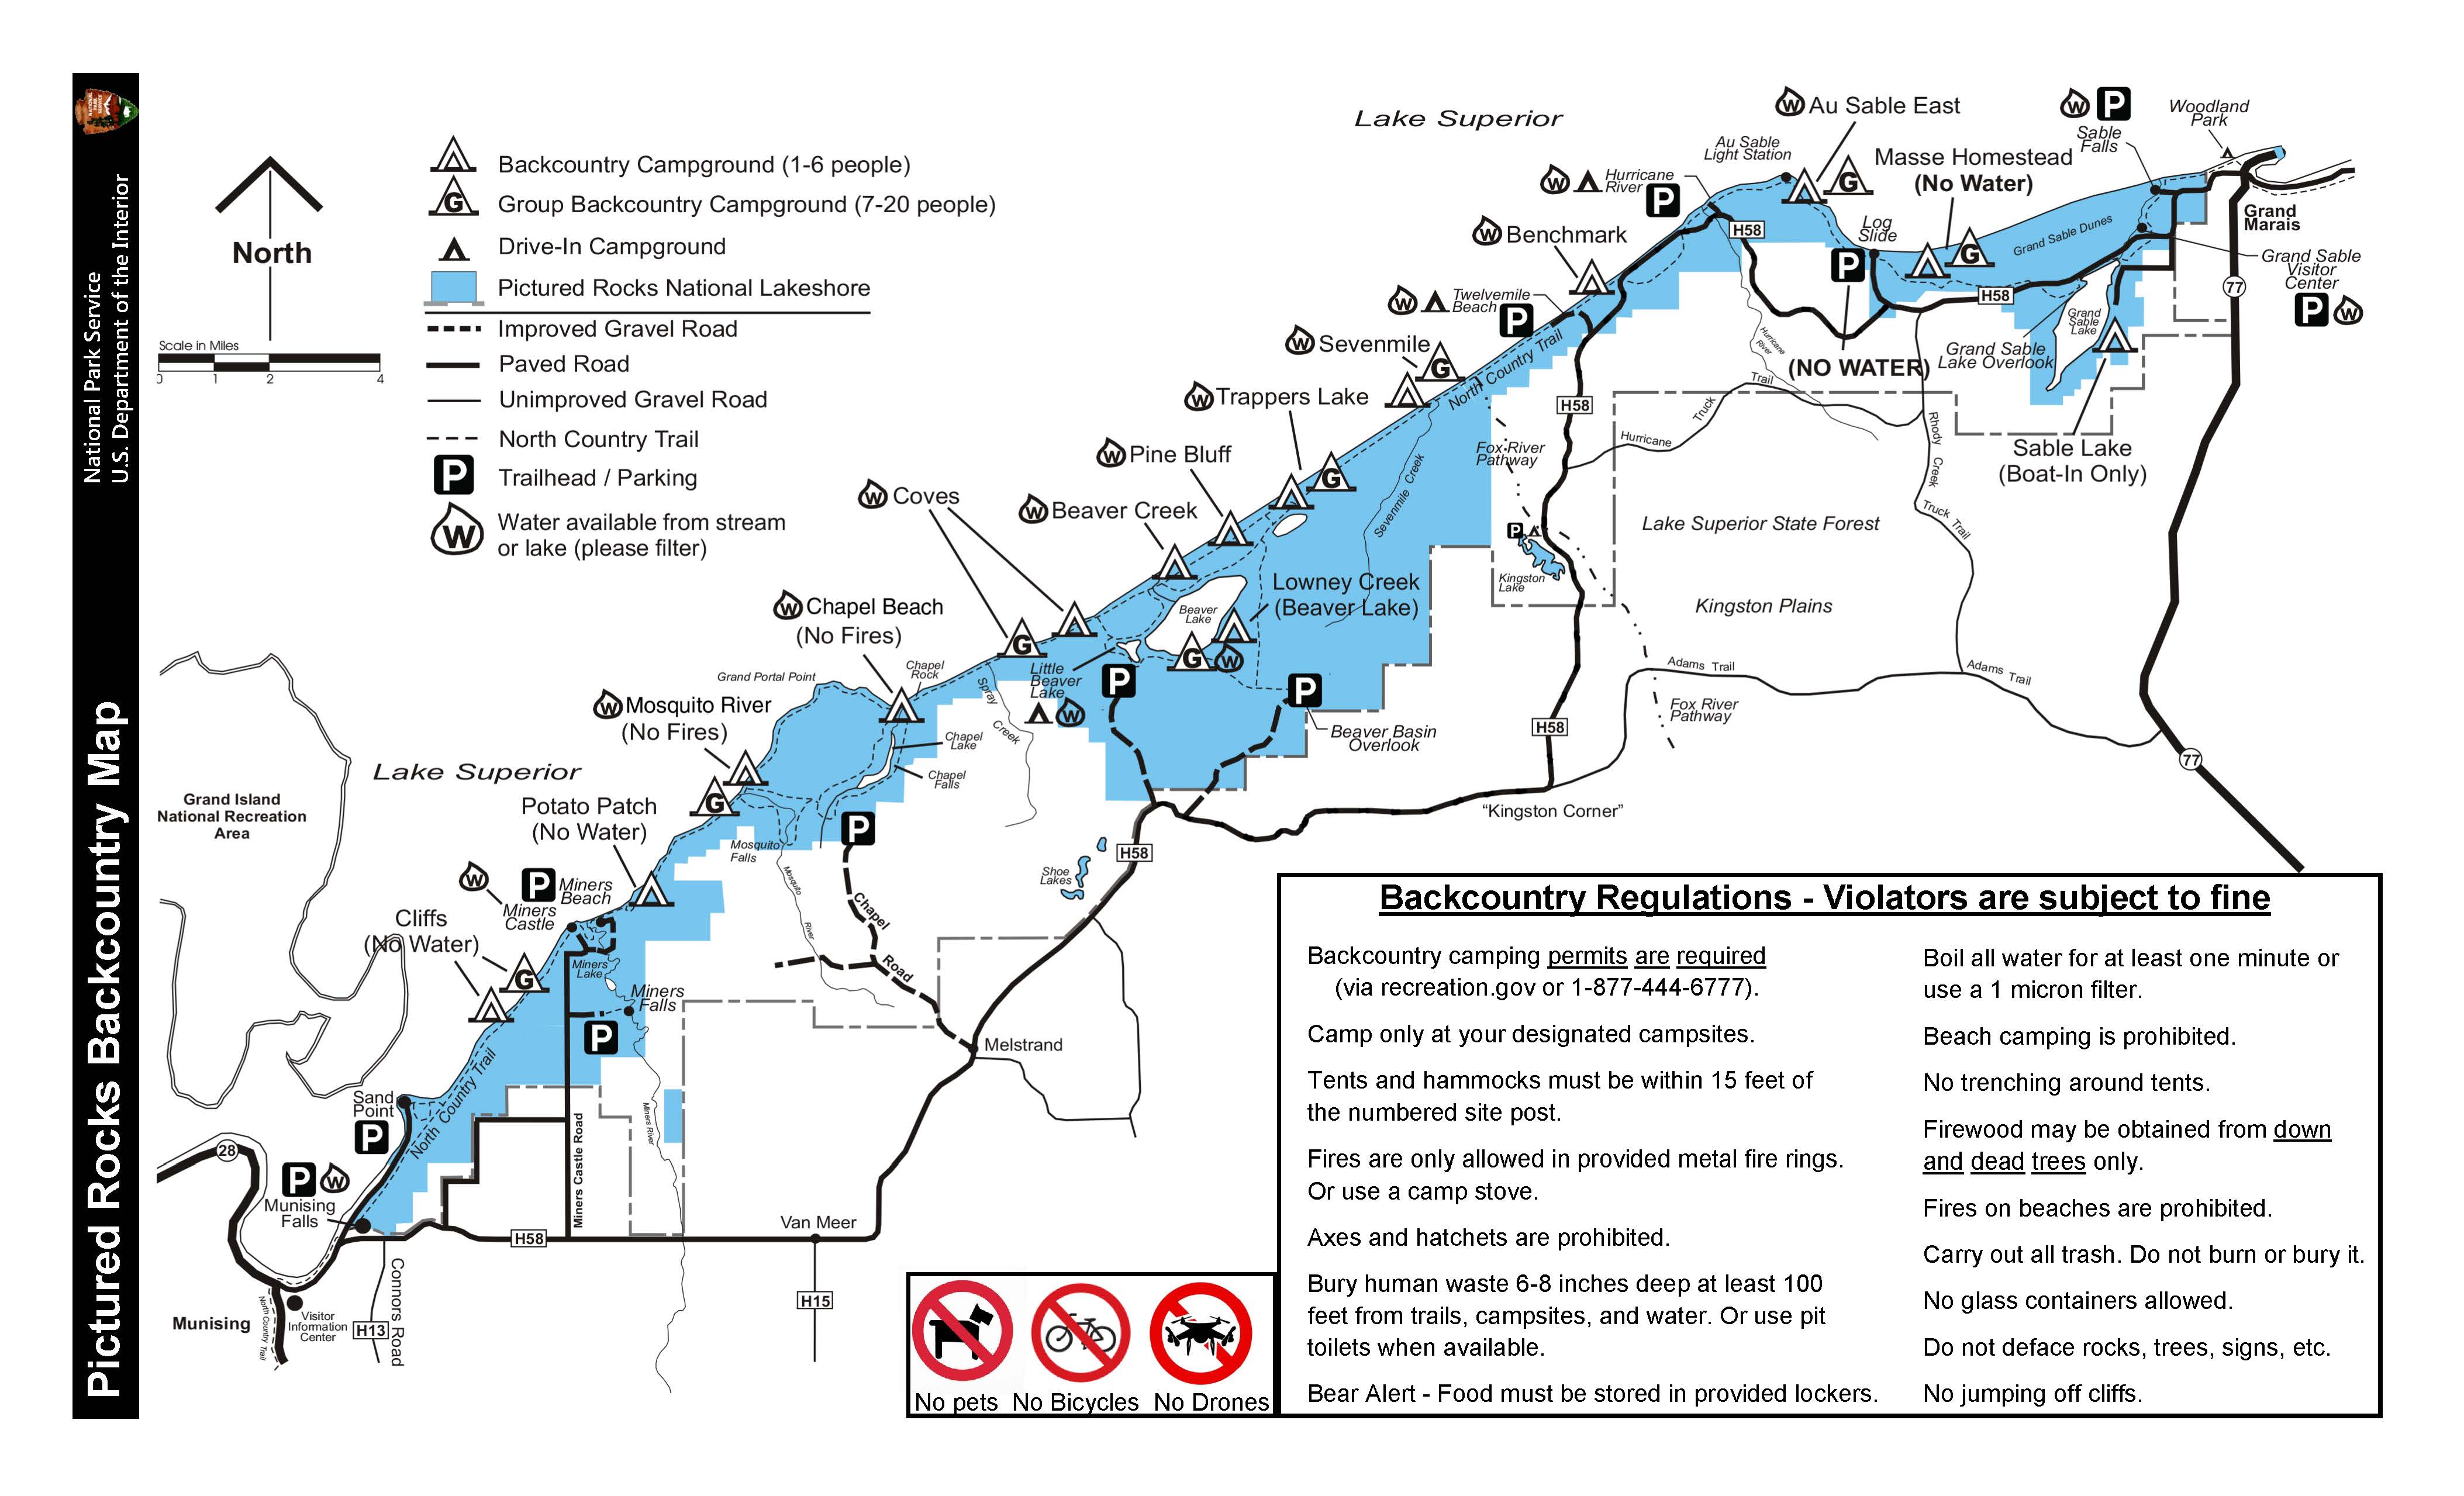 Pictured Rocks Backcountry Map
National Park Service
U.S. Department of the Interior
North
Scale in Miles
0 1 2 4
Backcountry Campground (1-6 people)
G Group Backcountry Campground (7-20 people)
Drive-In Campground
Pictured Rocks National Lakeshore
Improved Gravel Road
Paved Road
Unimproved Gravel Road
North Country Trail
P Trailhead / Parking
W Water available from stream
or lake (please filter)
Lake Superior
W Au Sable East
W P
Sable
Falls
Woodland
Park
Au Sable
Light Station
G
Masse Homestead
(No Water)
W Hurricane
River
P
H58
Log
Slide
P
G
Grand Sable Dunes
Grand
Marais
Grand Sable
Visitor
Center
P W
77
W Benchmark
W Twelvemile
Beach
P
H58
Grand
Sable
Lake
Hurricane
River
(NO WATER)
Grand Sable
Lake Overlook
W Sevenmile
G
North Country Trail
W Trappers Lake
G
H58
Hurricane
Truck
Trail
Rhody
Creek
Truck Trail
Sable Lake
(Boat-In Only)
Fox River
Pathway
Sevenmile Creek
W Pine Bluff
W Coves
W Beaver Creek
Lake Superior State Forest
P
Kingston
Lake
Kingston Plains
Lowney Creek
(Beaver Lake)
Beaver
Lake
G W
W Chapel Beach
(No Fires)
G
Little
Beaver
Lake
W
P
P
Beaver Basin
Overlook
Adams Trail
Adams Trail
Fox River
Pathway
H58
77
"Kingston Corner"
Grand Portal Point
Chapel
Rock
Spray
Creek
W Mosquito River
(No Fires)
G
Chapel
Lake
Chapel
Falls
Lake Superior
Grand Island
National Recreation
Area
Potato Patch
(No Water)
P
Mosquito
Falls
Mosquito
River
H58
Shoe
Lakes
W
P Miners
Beach
Miners
Castle
Cliffs
(No Water)
G
Chapel
Road
Miners
Lake
Miners
Falls
P
Melstrand
North Country Trail
Sand
Point
P
Miners Castle Road
Miners River
28
P W
Munising
Falls
H58
Van Meer
H15
Munising
North Country Trail
Visitor
Information
Center
H13
Connors Road
No pets No Bicycles No Drones
Backcountry Regulations - Violators are subject to fine
Backcountry camping permits are required
(via recreation.gov or 1-877-444-6777).
Camp only at your designated campsites.
Tents and hammocks must be within 15 feet of
the numbered site post.
Fires are only allowed in provided metal fire rings.
Or use a camp stove.
Axes and hatchets are prohibited.
Bury human waste 6-8 inches deep at least 100
feet from trails, campsites, and water. Or use pit
toilets when available.
Bear Alert - Food must be stored in provided lockers.
Boil all water for at least one minute or
use a 1 micron filter.
Beach camping is prohibited.
No trenching around tents.
Firewood may be obtained from down
and dead trees only.
Fires on beaches are prohibited.
Carry out all trash. Do not burn or bury it.
No glass containers allowed.
Do not deface rocks, trees, signs, etc.
No jumping off cliffs.